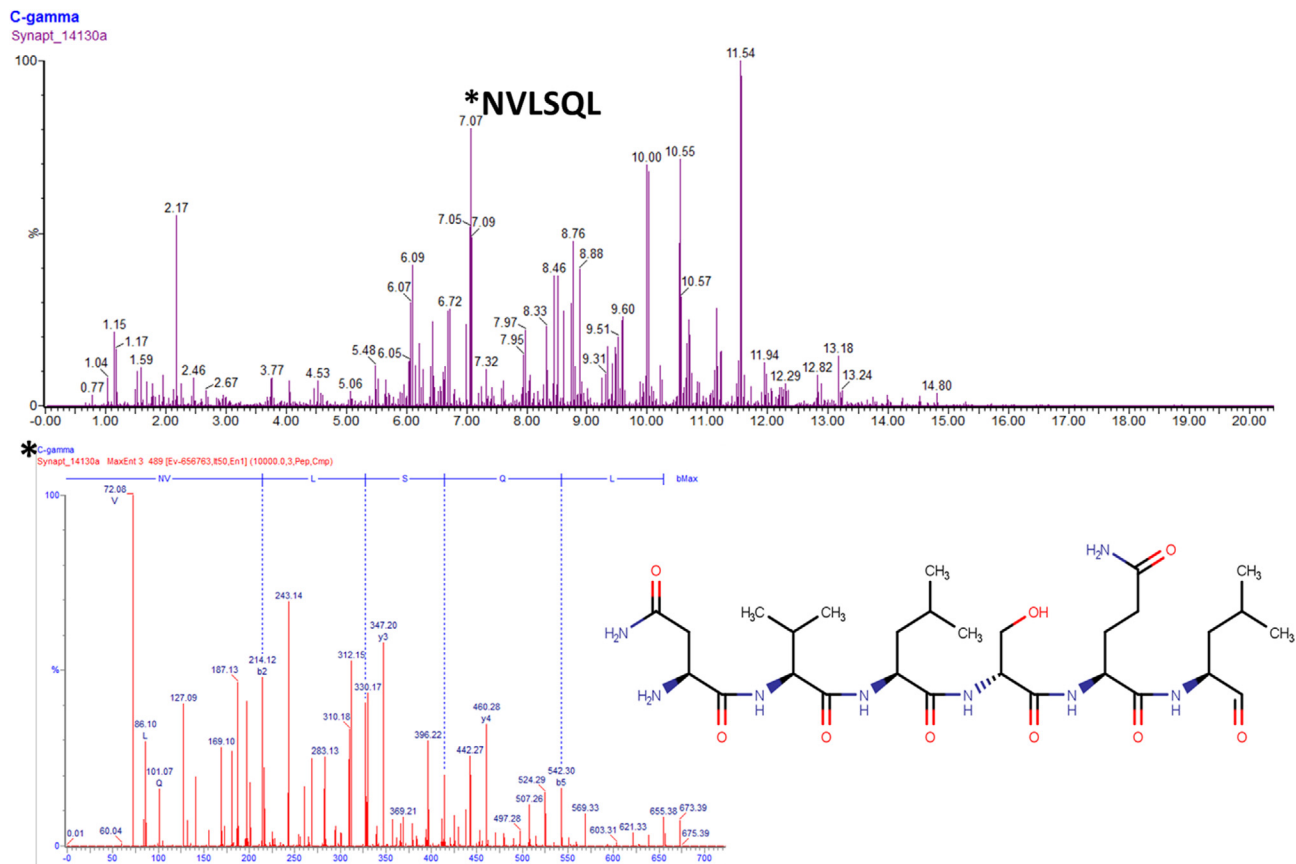 C-gamma
Synapt_14130a
100
%
0
*NVLSQL
11.54
7.07
10.00
10.55
2.17
7.05
7.09
8.76
8.88
6.09
8.46
6.07
10.57
6.72
9.60
8.33
1.15
7.97
9.51
1.17
7.95
1.59
5.48
6.05
9.31
11.94
13.18
1.04
3.77
7.32
12.82
0.77
2.46
4.53
12.29
2.67
5.06
13.24
14.80
-0.00 1.00 2.00 3.00 4.00 5.00 6.00 7.00 8.00 9.00 10.00 11.00 12.00 13.00 14.00 15.00 16.00 17.00 18.00 19.00 20.00
*
C-gamma
Synapt_14130a MaxEnt 3 489 [Ev-656763,It50,En1] (10000.0,3,Pep,Cmp)
NV L S Q L bMax
100
%
0
72.08
V
243.14
347.20
y3
312.15
187.13
214.12
b2
330.17
127.09
460.28
y4
310.18
86.10
L
396.22
169.10
283.13
442.27
101.07
Q
524.29
542.30
b5
507.26
369.21
569.33
655.38
673.39
497.28
621.33
0.01
60.04
603.31
675.39
-0 50 100 150 200 250 300 350 400 450 500 550 600 650 700
H₂N
O
O
CH₃
H₃C
CH₃
CH₃
O
H₂N
OH
CH₃
CH₃
H₂N
N
H
N
H
N
H
N
H
N
H
O
O
O
O
O
O